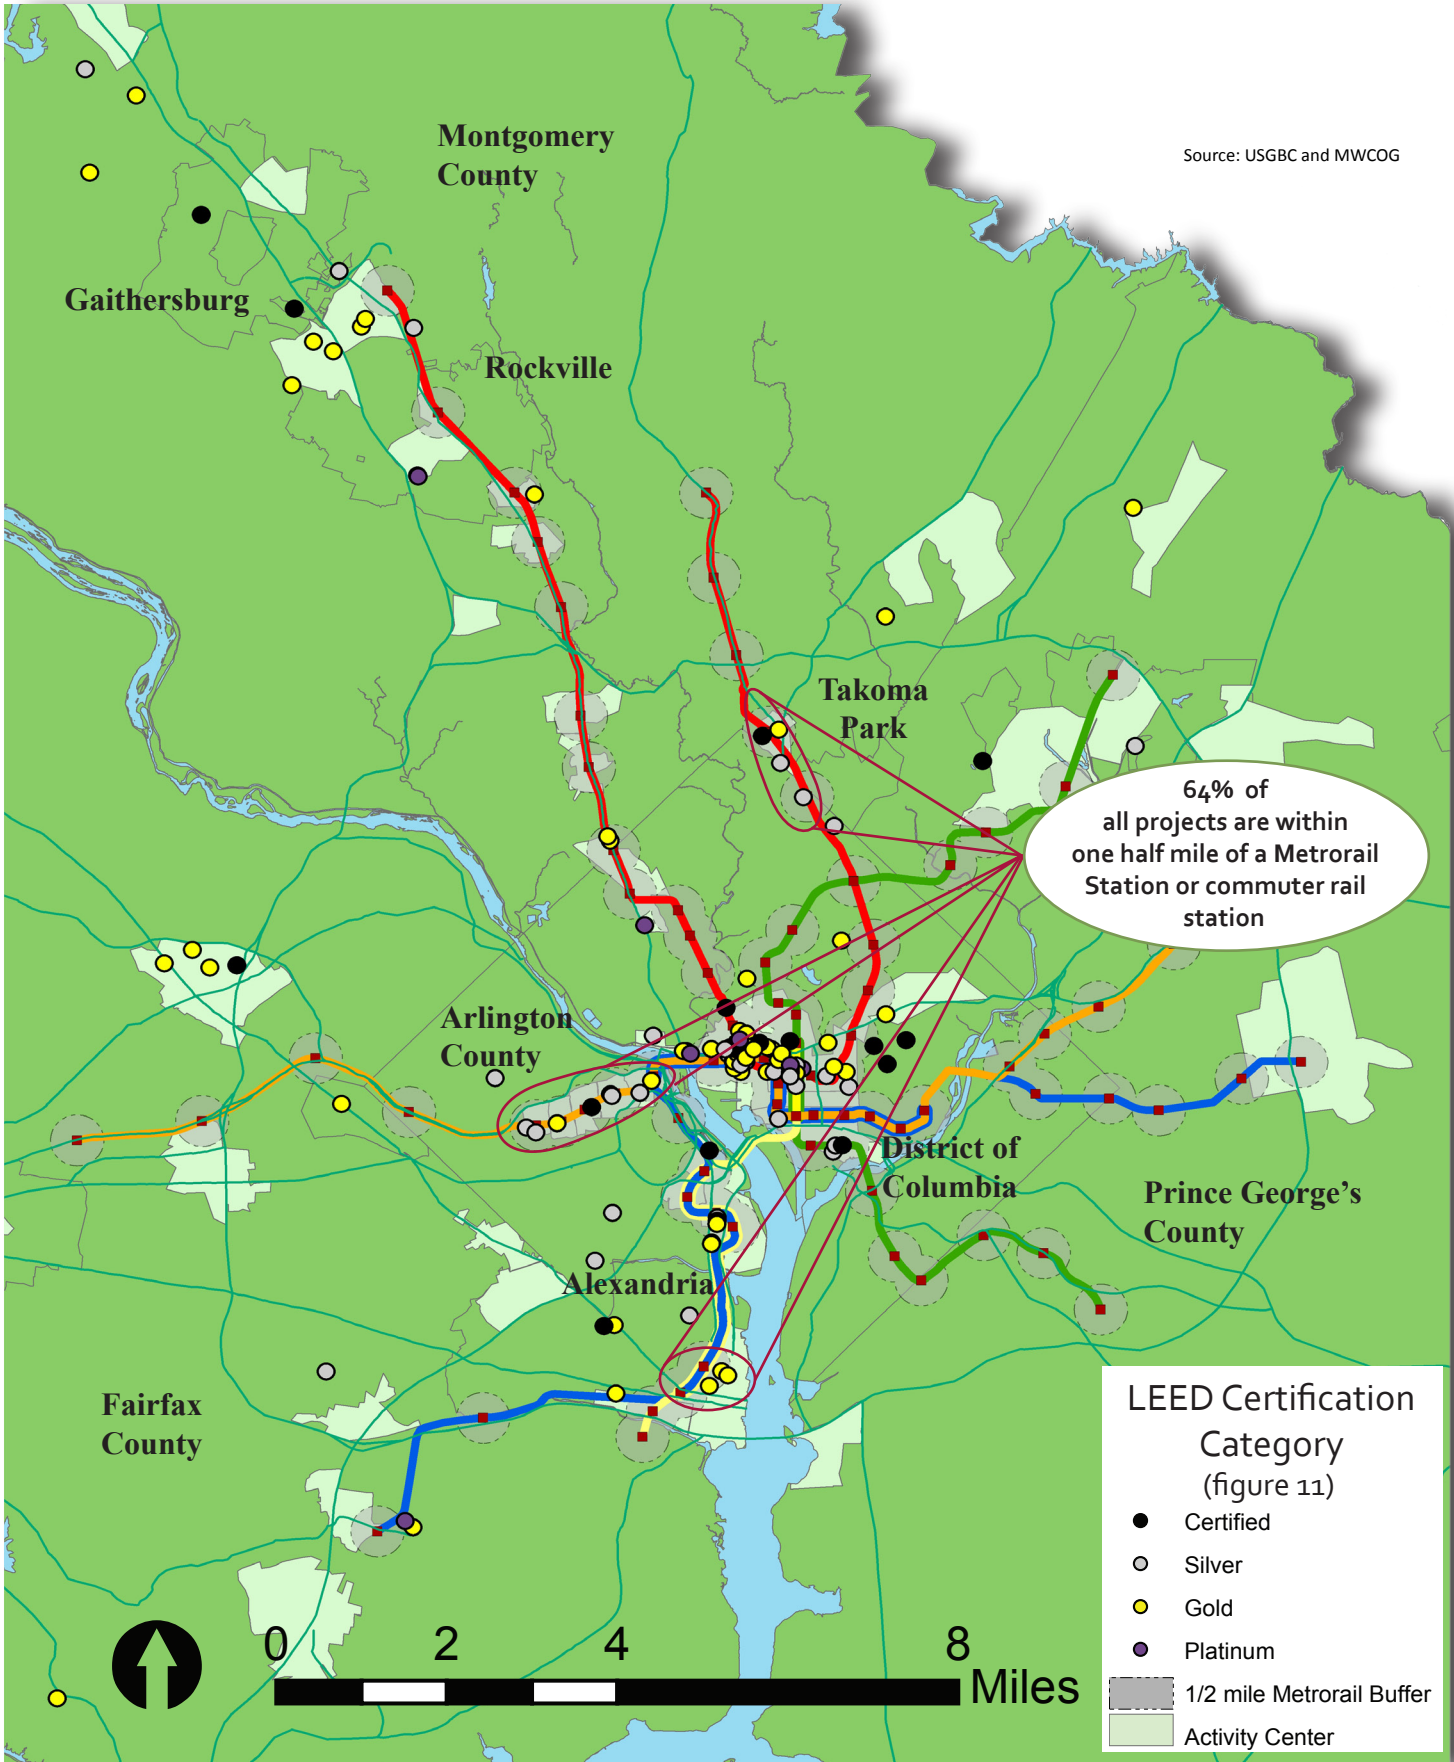 Montgomery
County
Source: USGBC and MWCOG
Gaithersburg
Rockville
Takoma
Park
64% of
all projects are within
one half mile of a Metrorail
Station or commuter rail
station
Arlington
County
District of
Columbia
Prince George's
County
Alexandria
Fairfax
County
LEED Certification
Category
(figure 11)
Certified
Silver
Gold
Platinum
1/2 mile Metrorail Buffer
Activity Center
0 2 4 8
Miles